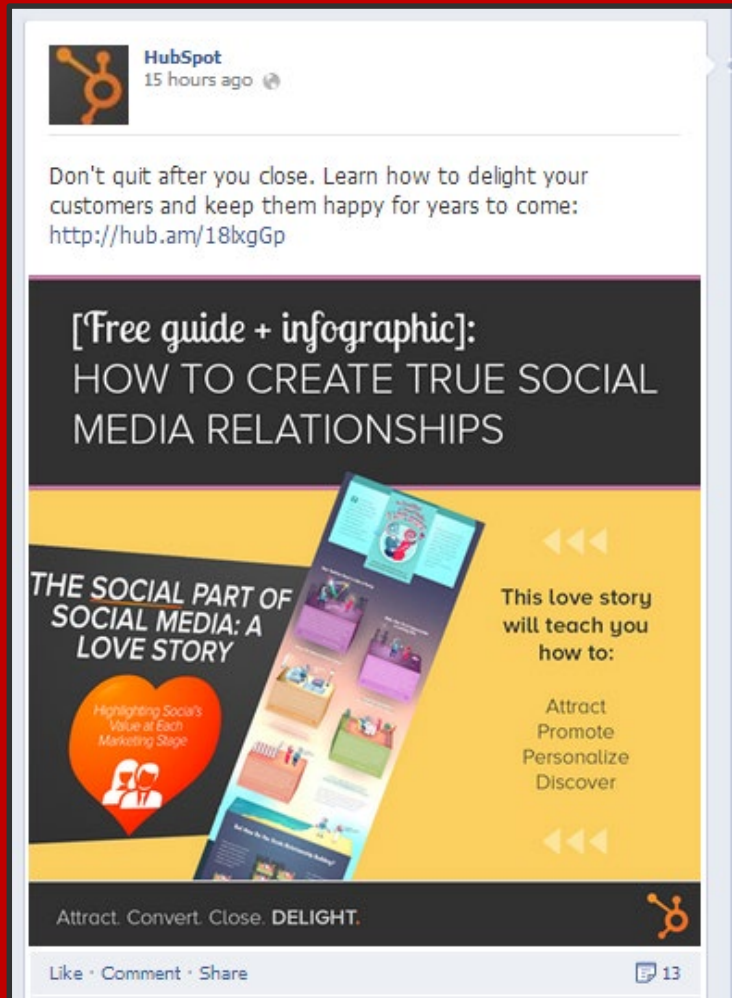 HubSpot
15 hours ago
Don't quit after you close. Learn how to delight your
customers and keep them happy for years to come:
http://hub.am/18lxgGp
[Free guide + infographic]:
HOW TO CREATE TRUE SOCIAL
MEDIA RELATIONSHIPS
THE SOCIAL PART OF
SOCIAL MEDIA: A
LOVE STORY
Highlighting Social's
Value at Each
Marketing Stage
This love story
will teach you
how to:
Attract
Promote
Personalize
Discover
Attract. Convert. Close. DELIGHT.
Like · Comment · Share
13